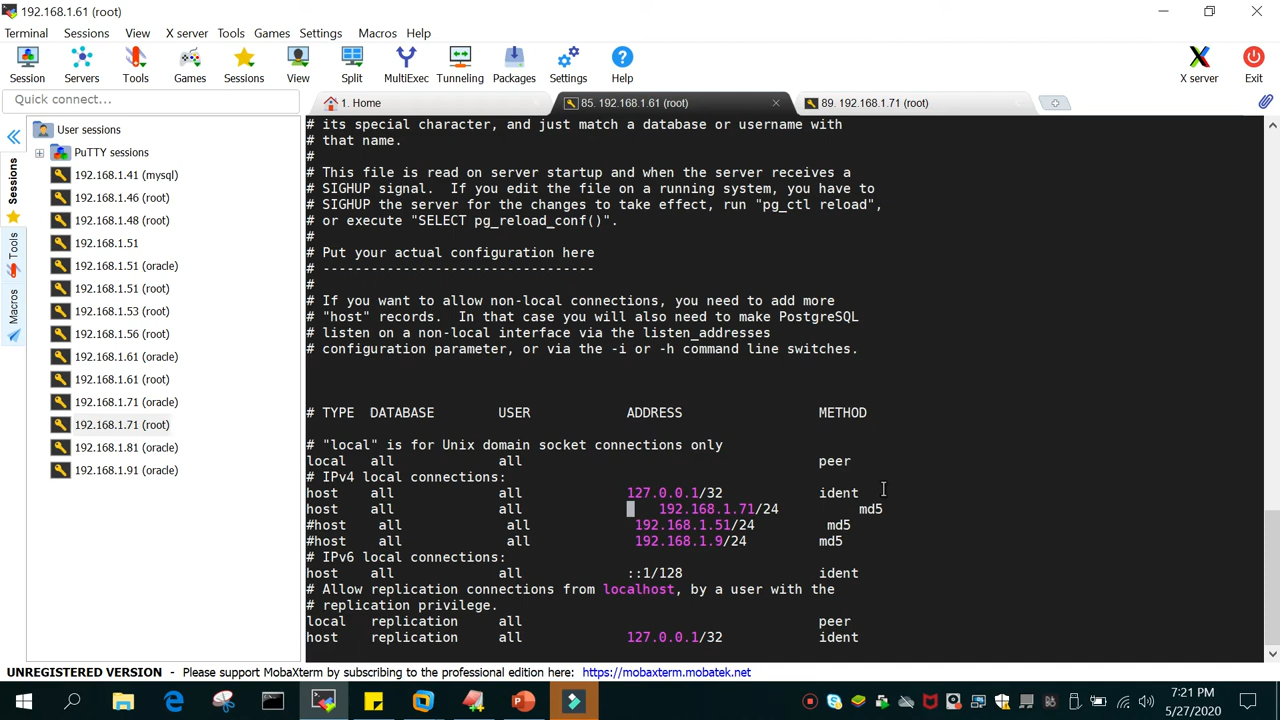 192.168.1.61 (root)
Terminal Sessions View X server Tools Games Settings Macros Help
Session Servers Tools Games Sessions View Split MultiExec Tunneling Packages Settings Help X server Exit
Quick connect...
1. Home
85. 192.168.1.61 (root)
89. 192.168.1.71 (root)
Sessions
Tools
Macros
User sessions
PuTTY sessions
192.168.1.41 (mysql)
192.168.1.46 (root)
192.168.1.48 (root)
192.168.1.51
192.168.1.51 (oracle)
192.168.1.51 (root)
192.168.1.53 (root)
192.168.1.56 (root)
192.168.1.61 (oracle)
192.168.1.61 (root)
192.168.1.71 (oracle)
192.168.1.71 (root)
192.168.1.81 (oracle)
192.168.1.91 (oracle)
# its special character, and just match a database or username with
# that name.
#
# This file is read on server startup and when the server receives a
# SIGHUP signal.  If you edit the file on a running system, you have to
# SIGHUP the server for the changes to take effect, run "pg_ctl reload",
# or execute "SELECT pg_reload_conf()".
#
# Put your actual configuration here
# ----------------------------------
#
# If you want to allow non-local connections, you need to add more
# "host" records.  In that case you will also need to make PostgreSQL
# listen on a non-local interface via the listen_addresses
# configuration parameter, or via the -i or -h command line switches.
# TYPE  DATABASE        USER            ADDRESS                 METHOD
# "local" is for Unix domain socket connections only
local   all             all                                     peer
# IPv4 local connections:
host    all             all             127.0.0.1/32            ident
host    all             all                 192.168.1.71/24          md5
#host    all             all             192.168.1.51/24         md5
#host    all             all             192.168.1.9/24         md5
# IPv6 local connections:
host    all             all             ::1/128                 ident
# Allow replication connections from localhost, by a user with the
# replication privilege.
local   replication     all                                     peer
host    replication     all             127.0.0.1/32            ident
UNREGISTERED VERSION - Please support MobaXterm by subscribing to the professional edition here: https://mobaxterm.mobatek.net
7:21 PM
5/27/2020